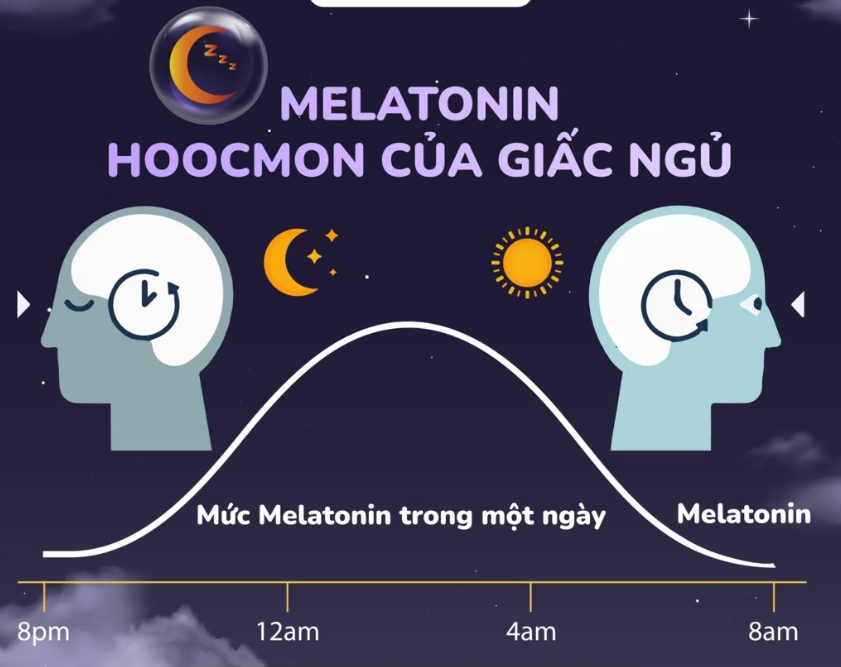 z z z z
MELATONIN
HOOCMON CỦA GIẤC NGỦ
Mức Melatonin trong một ngày
Melatonin
8pm 12am 4am 8am